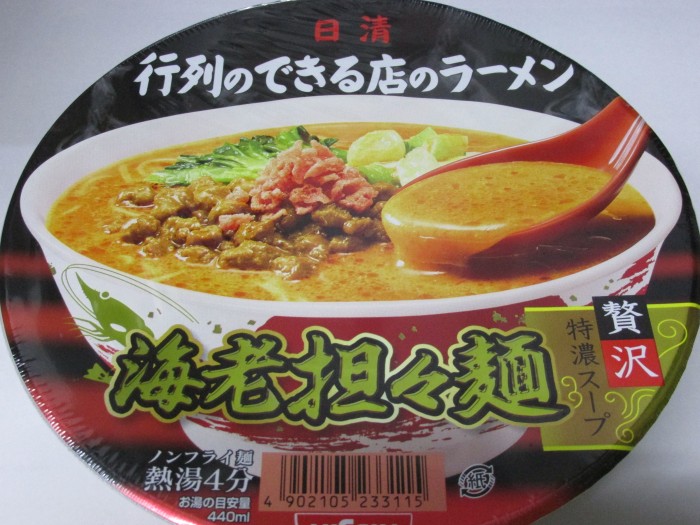 日清
行列のできる店のラーメン
贅沢
特濃スープ
海老担々麺
ノンフライ麺
熱湯4分
お湯の目安量
440ml
4 902105 233115
紙